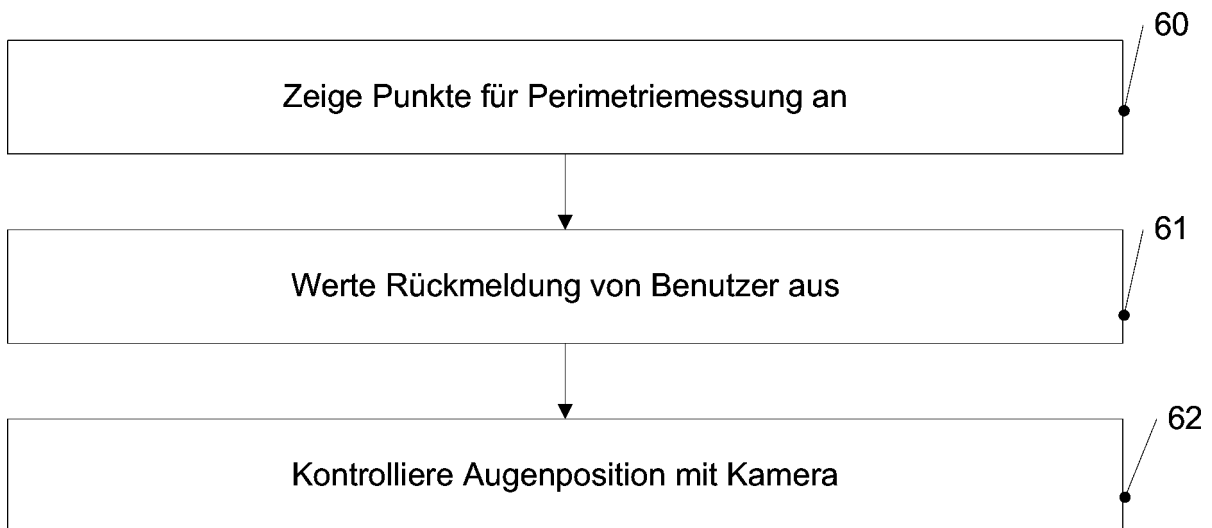 60
Zeige Punkte für Perimetriemessung an
61
Werte Rückmeldung von Benutzer aus
62
Kontrolliere Augenposition mit Kamera